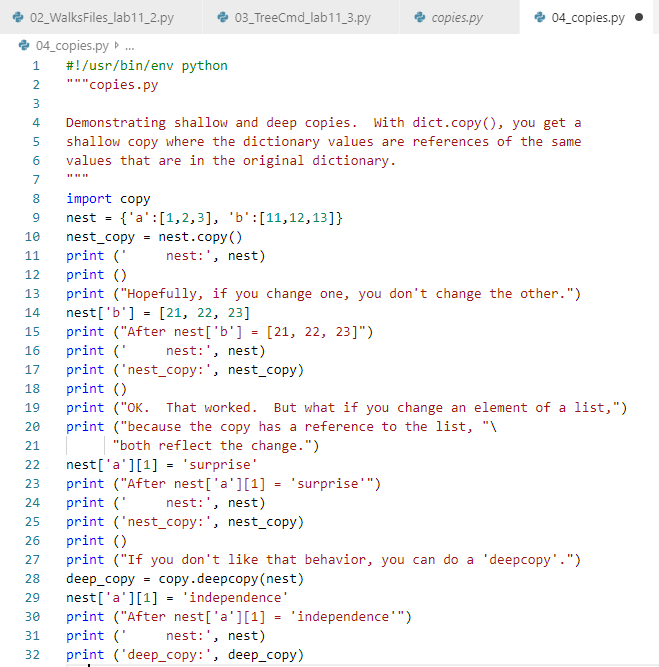 02_WalksFiles_lab11_2.py 03_TreeCmd_lab11_3.py copies.py 04_copies.py
04_copies.py > ...
1 #!/usr/bin/env python
2 """copies.py
3
4 Demonstrating shallow and deep copies.  With dict.copy(), you get a
5 shallow copy where the dictionary values are references of the same
6 values that are in the original dictionary.
7 """
8 import copy
9 nest = {'a':[1,2,3], 'b':[11,12,13]}
10 nest_copy = nest.copy()
11 print ('     nest:', nest)
12 print ()
13 print ("Hopefully, if you change one, you don't change the other.")
14 nest['b'] = [21, 22, 23]
15 print ("After nest['b'] = [21, 22, 23]")
16 print ('     nest:', nest)
17 print ('nest_copy:', nest_copy)
18 print ()
19 print ("OK.  That worked.  But what if you change an element of a list,")
20 print ("because the copy has a reference to the list, "\
21       "both reflect the change.")
22 nest['a'][1] = 'surprise'
23 print ("After nest['a'][1] = 'surprise'")
24 print ('     nest:', nest)
25 print ('nest_copy:', nest_copy)
26 print ()
27 print ("If you don't like that behavior, you can do a 'deepcopy'.")
28 deep_copy = copy.deepcopy(nest)
29 nest['a'][1] = 'independence'
30 print ("After nest['a'][1] = 'independence'")
31 print ('     nest:', nest)
32 print ('deep_copy:', deep_copy)